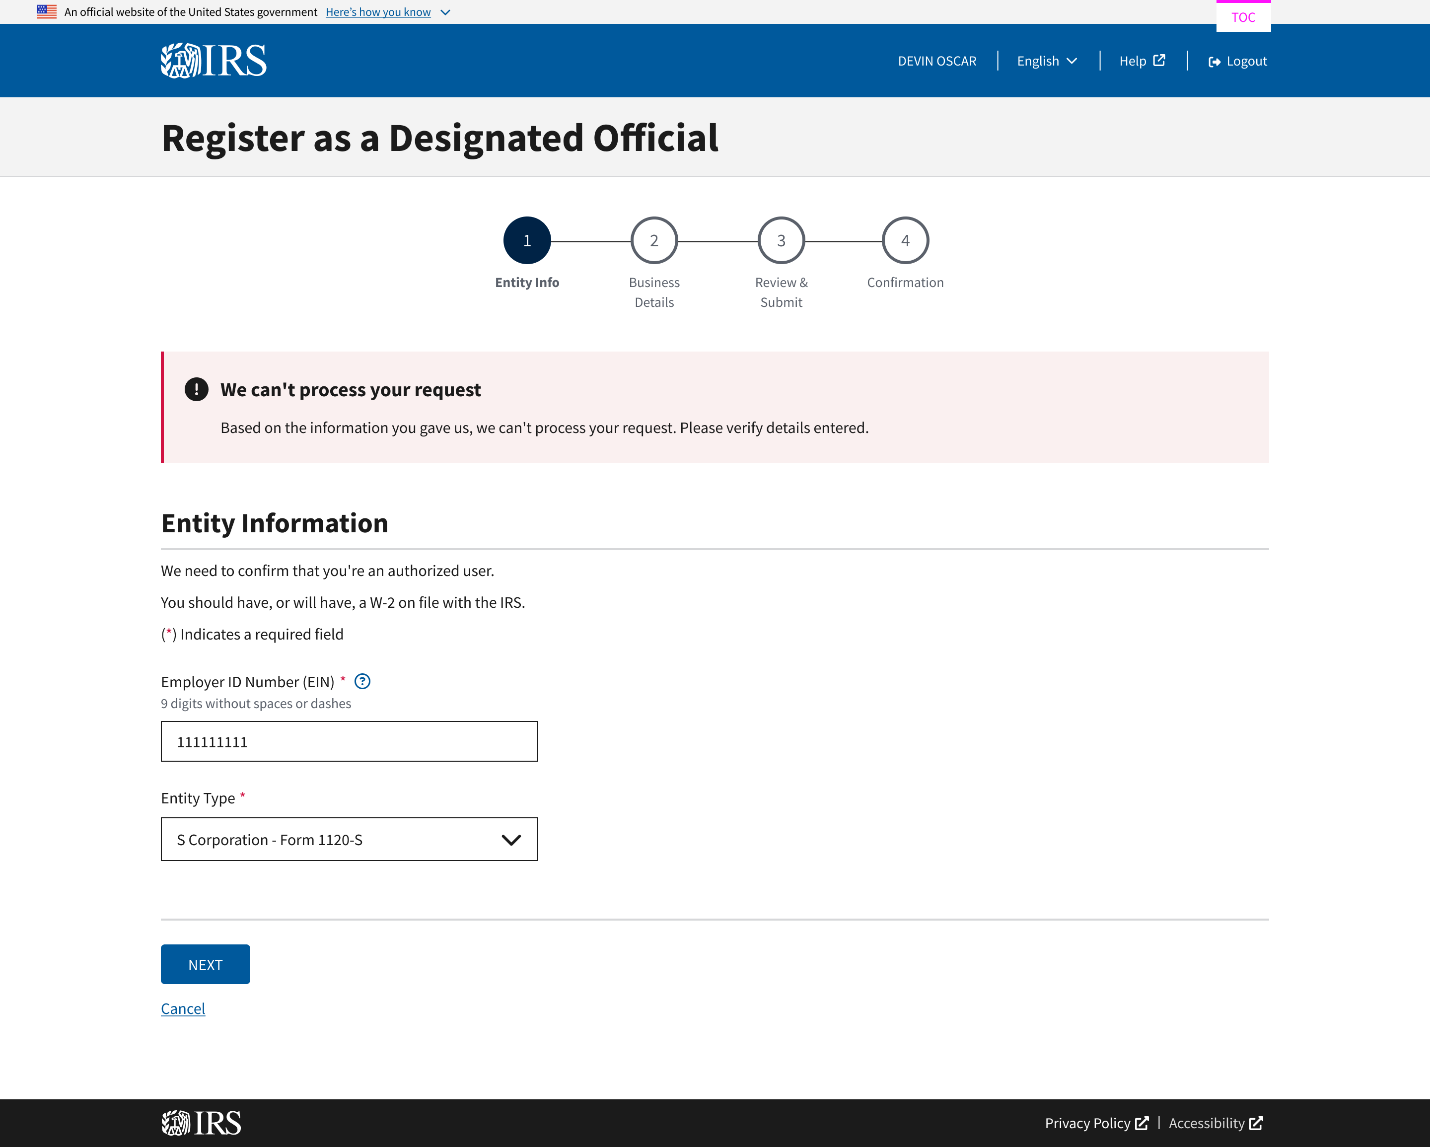 An official website of the United States government Here's how you know
TOC
IRS
DEVIN OSCAR
English
Help
Logout
Register as a Designated Official
1
2
3
4
Entity Info
Business
Details
Review &
Submit
Confirmation
We can't process your request
Based on the information you gave us, we can't process your request. Please verify details entered.
Entity Information
We need to confirm that you're an authorized user.
You should have, or will have, a W-2 on file with the IRS.
(*) Indicates a required field
Employer ID Number (EIN) *
9 digits without spaces or dashes
111111111
Entity Type *
S Corporation - Form 1120-S
NEXT
Cancel
IRS
Privacy Policy | Accessibility